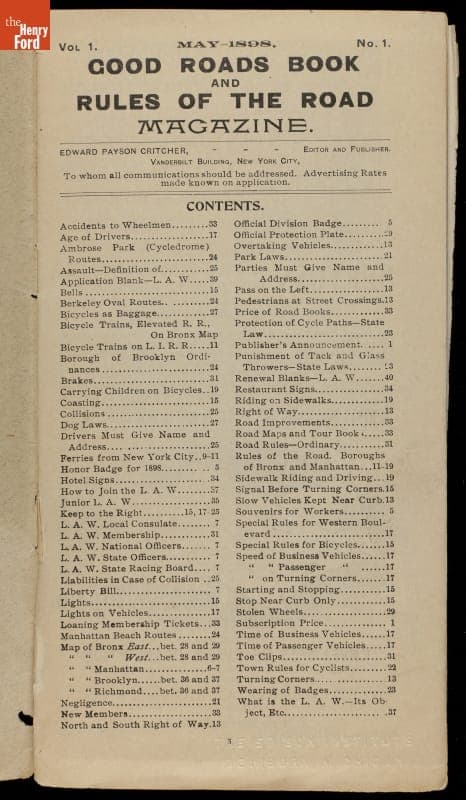 the
Henry
Ford
Vol 1. MAY—1898. No. 1.
GOOD ROADS BOOK
AND
RULES OF THE ROAD
MAGAZINE.
EDWARD PAYSON CRITCHER, - - - Editor and Publisher.
Vanderbilt Building, New York City,
To whom all communications should be addressed. Advertising Rates
made known on application.
CONTENTS.
Accidents to Wheelmen.........33
Age of Drivers..................17
Ambrose Park (Cycledrome)
Routes..........................24
Assault—Definition of...........25
Application Blank—L. A. W.....39
Bells ............................15
Berkeley Oval Routes...........24
Bicycles as Baggage............27
Bicycle Trains, Elevated R. R.,
On Bronx Map
Bicycle Trains on L. I. R R.....11
Borough of Brooklyn Ordi-
nances .........................24
Brakes...........................31
Carrying Children on Bicycles..19
Coasting.........................15
Collisions .......................25
Dog Laws........................27
Drivers Must Give Name and
Address.........................25
Ferries from New York City..9-11
Honor Badge for 1898........... 5
Hotel Signs......................34
How to Join the L. A. W........37
Junior L. A. W...................35
Keep to the Right.........15, 17-25
L. A. W. Local Consulate....... 7
L. A. W. Membership............31
L. A. W. National Officers....... 7
L. A. W. State Officers.......... 7
L. A. W. State Racing Board.... 7
Liabilities in Case of Collision ..25
Liberty Bill...................... 7
Lights............................15
Lights on Vehicles...............17
Loaning Membership Tickets...33
Manhattan Beach Routes........24
Map of Bronx East...bet. 28 and 29
" " " West...bet. 28 and 29
" " Manhattan..............6-7
" " Brooklyn.....bet. 36 and 37
" " Richmond....bet. 36 and 37
Negligence.......................21
New Members....................33
North and South Right of Way.13
Official Division Badge......... 5
Official Protection Plate........29
Overtaking Vehicles.............13
Park Laws.......................21
Parties Must Give Name and
Address........................25
Pass on the Left.................13
Pedestrians at Street Crossings.13
Price of Road Books............33
Protection of Cycle Paths—State
Law............................23
Publisher's Announcement..... 1
Punishment of Tack and Glass
Throwers—State Laws........23
Renewal Blanks—L. A. W.......40
Restaurant Signs................34
Riding on Sidewalks............19
Right of Way....................13
Road Improvements............33
Road Maps and Tour Book.....33
Road Rules—Ordinary..........31
Rules of the Road. Boroughs
of Bronx and Manhattan...11-19
Sidewalk Riding and Driving...19
Signal Before Turning Corners.15
Slow Vehicles Kept Near Curb.13
Souvenirs for Workers.......... 5
Special Rules for Western Boul-
evard ..........................17
Special Rules for Bicycles.......15
Speed of Business Vehicles.....17
" " Passenger " ......17
" on Turning Corners.......17
Starting and Stopping...........15
Stop Near Curb Only............15
Stolen Wheels...................29
Subscription Price .............. 1
Time of Business Vehicles......17
Time of Passenger Vehicles.....17
Toe Clips........................31
Town Rules for Cyclists.........22
Turning Corners.................13
Wearing of Badges..............23
What is the L. A. W.—Its Ob-
ject, Etc........................37